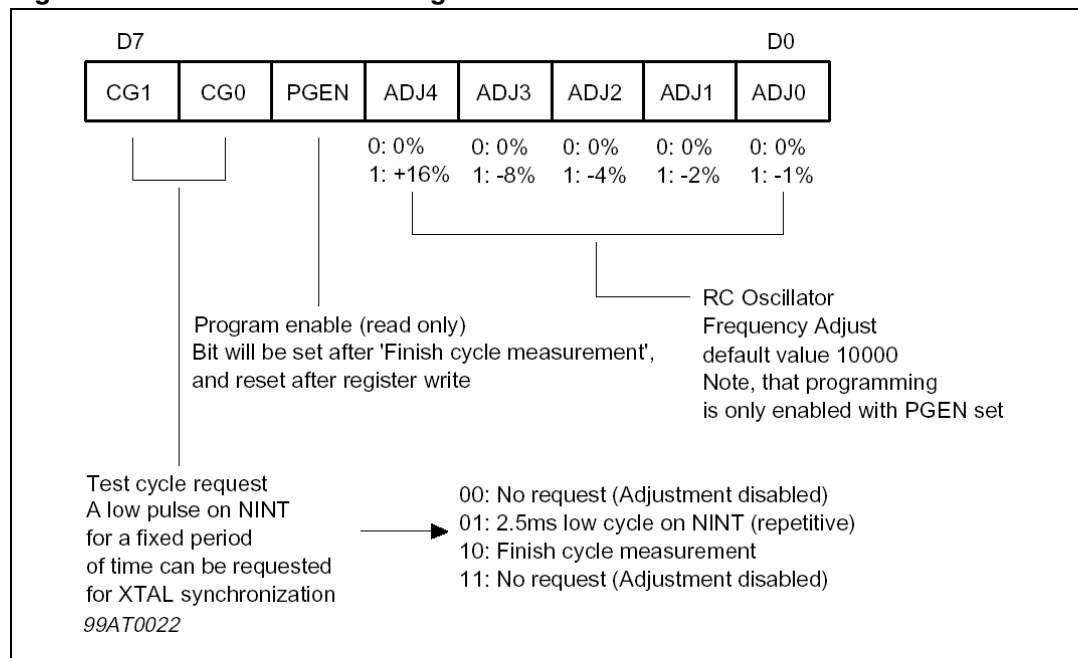 D7 D0
CG1 CG0 PGEN ADJ4 ADJ3 ADJ2 ADJ1 ADJ0
0: 0% 0: 0% 0: 0% 0: 0% 0: 0%
1: +16% 1: -8% 1: -4% 1: -2% 1: -1%
RC Oscillator
Frequency Adjust
default value 10000
Note, that programming
is only enabled with PGEN set
Program enable (read only)
Bit will be set after 'Finish cycle measurement',
and reset after register write
Test cycle request
A low pulse on NINT
for a fixed period
of time can be requested
for XTAL synchronization
00: No request (Adjustment disabled)
01: 2.5ms low cycle on NINT (repetitive)
10: Finish cycle measurement
11: No request (Adjustment disabled)
99AT0022